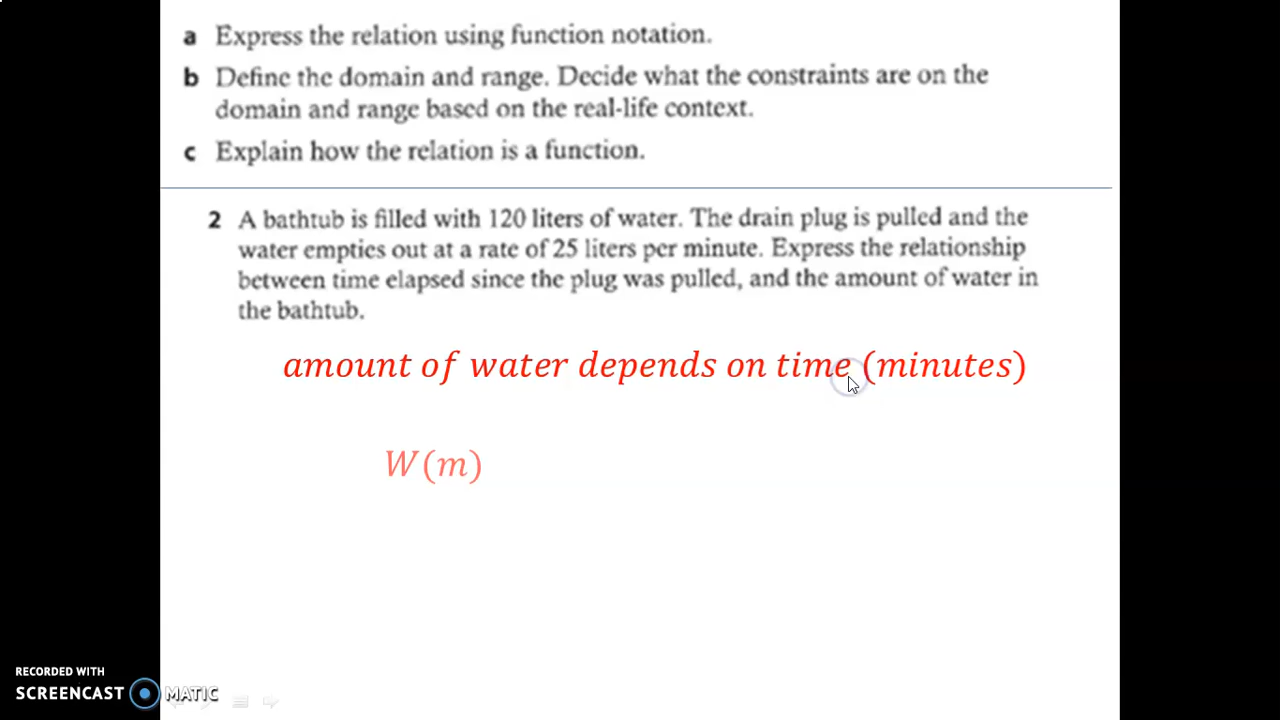 a Express the relation using function notation.
b Define the domain and range. Decide what the constraints are on the
domain and range based on the real-life context.
c Explain how the relation is a function.
2 A bathtub is filled with 120 liters of water. The drain plug is pulled and the
water empties out at a rate of 25 liters per minute. Express the relationship
between time elapsed since the plug was pulled, and the amount of water in
the bathtub.
amount of water depends on time (minutes)
W(m)
RECORDED WITH
SCREENCAST MATIC